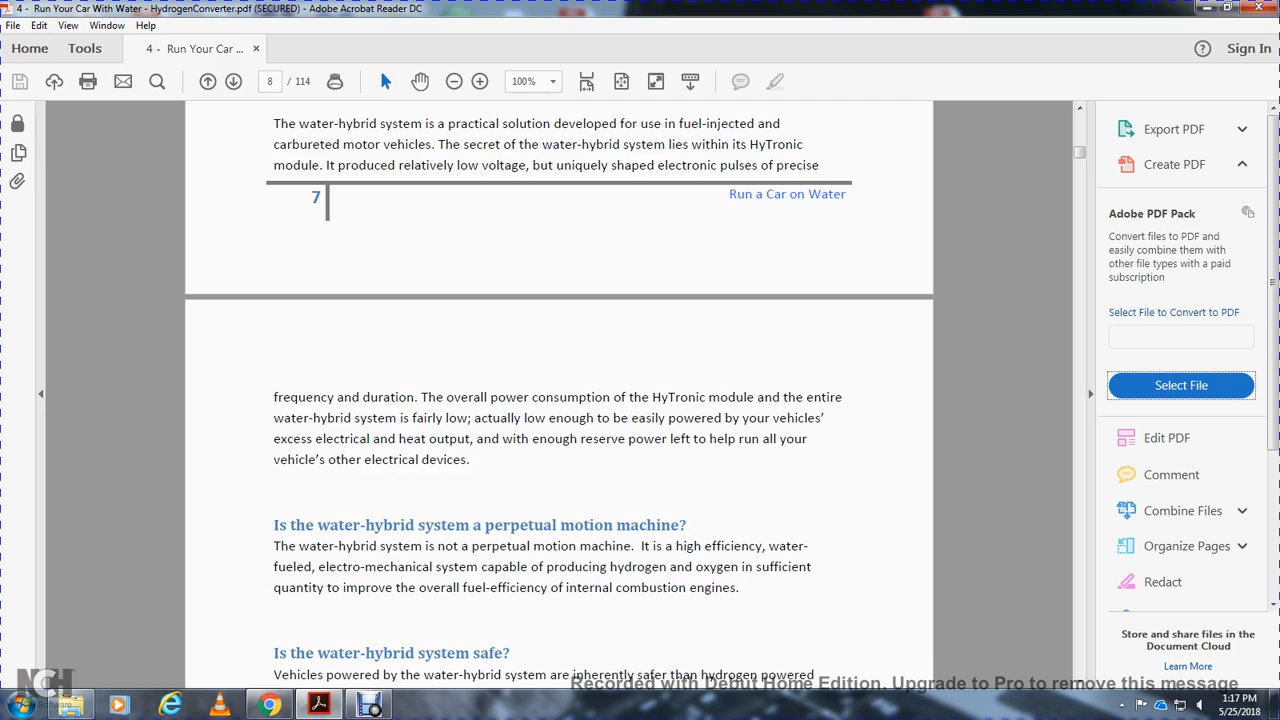 4 - Run Your Car With Water - HydrogenConverter.pdf (SECURED) - Adobe Acrobat Reader DC
File Edit View Window Help
Home Tools 4 - Run Your Car ... × Sign In
8 / 114 100%
The water-hybrid system is a practical solution developed for use in fuel-injected and
carbureted motor vehicles. The secret of the water-hybrid system lies within its HyTronic
module. It produced relatively low voltage, but uniquely shaped electronic pulses of precise
7
Run a Car on Water
frequency and duration. The overall power consumption of the HyTronic module and the entire
water-hybrid system is fairly low; actually low enough to be easily powered by your vehicles’
excess electrical and heat output, and with enough reserve power left to help run all your
vehicle’s other electrical devices.
Is the water-hybrid system a perpetual motion machine?
The water-hybrid system is not a perpetual motion machine.  It is a high efficiency, water-
fueled, electro-mechanical system capable of producing hydrogen and oxygen in sufficient
quantity to improve the overall fuel-efficiency of internal combustion engines.
Is the water-hybrid system safe?
Vehicles powered by the water-hybrid system are inherently safer than hydrogen powered
Export PDF
Create PDF
Adobe PDF Pack
Convert files to PDF and
easily combine them with
other file types with a paid
subscription
Select File to Convert to PDF
Select File
Edit PDF
Comment
Combine Files
Organize Pages
Redact
Store and share files in the
Document Cloud
Learn More
NCH Software
Recorded with Debut Home Edition. Upgrade to Pro to remove this message
1:17 PM
5/25/2018